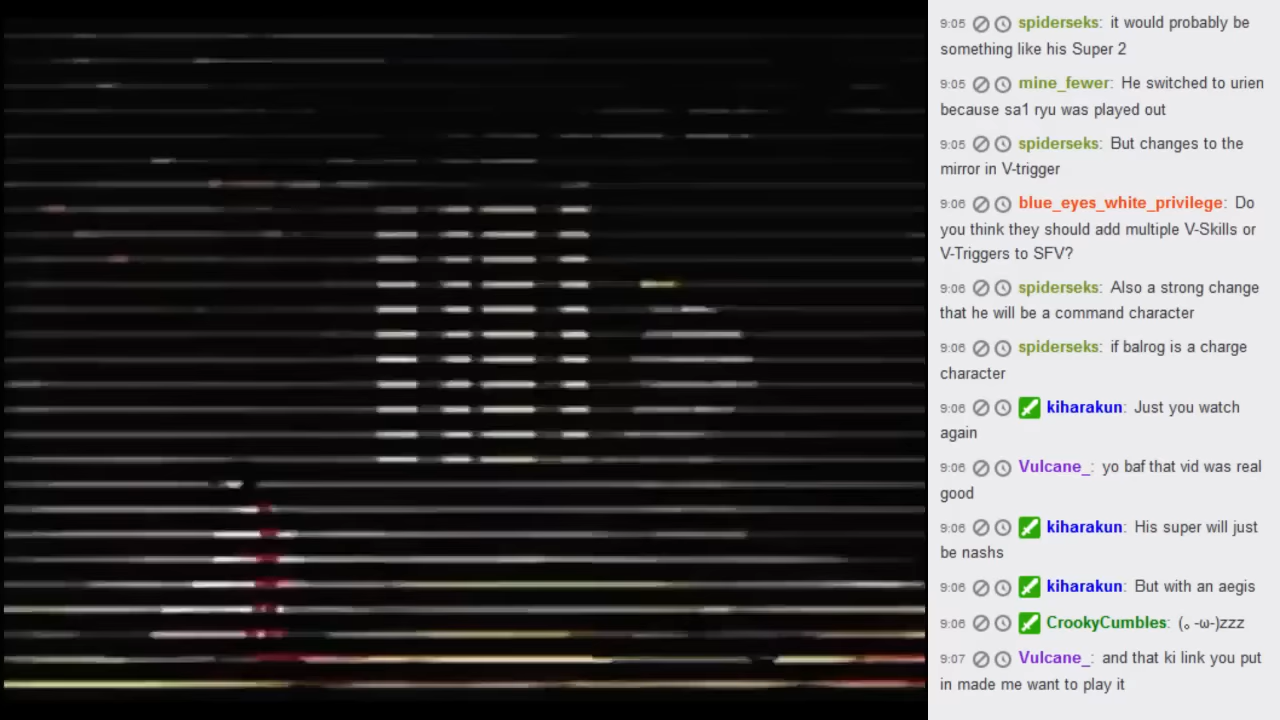 9:05 spiderseks: it would probably be
something like his Super 2
9:05 mine_fewer: He switched to urien
because sa1 ryu was played out
9:05 spiderseks: But changes to the
mirror in V-trigger
9:06 blue_eyes_white_privilege: Do
you think they should add multiple V-Skills or
V-Triggers to SFV?
9:06 spiderseks: Also a strong change
that he will be a command character
9:06 spiderseks: if balrog is a charge
character
9:06 kiharakun: Just you watch
again
9:06 Vulcane_: yo baf that vid was real
good
9:06 kiharakun: His super will just
be nashs
9:06 kiharakun: But with an aegis
9:06 CrookyCumbles: (｡-ω-)zzz
9:07 Vulcane_: and that ki link you put
in made me want to play it